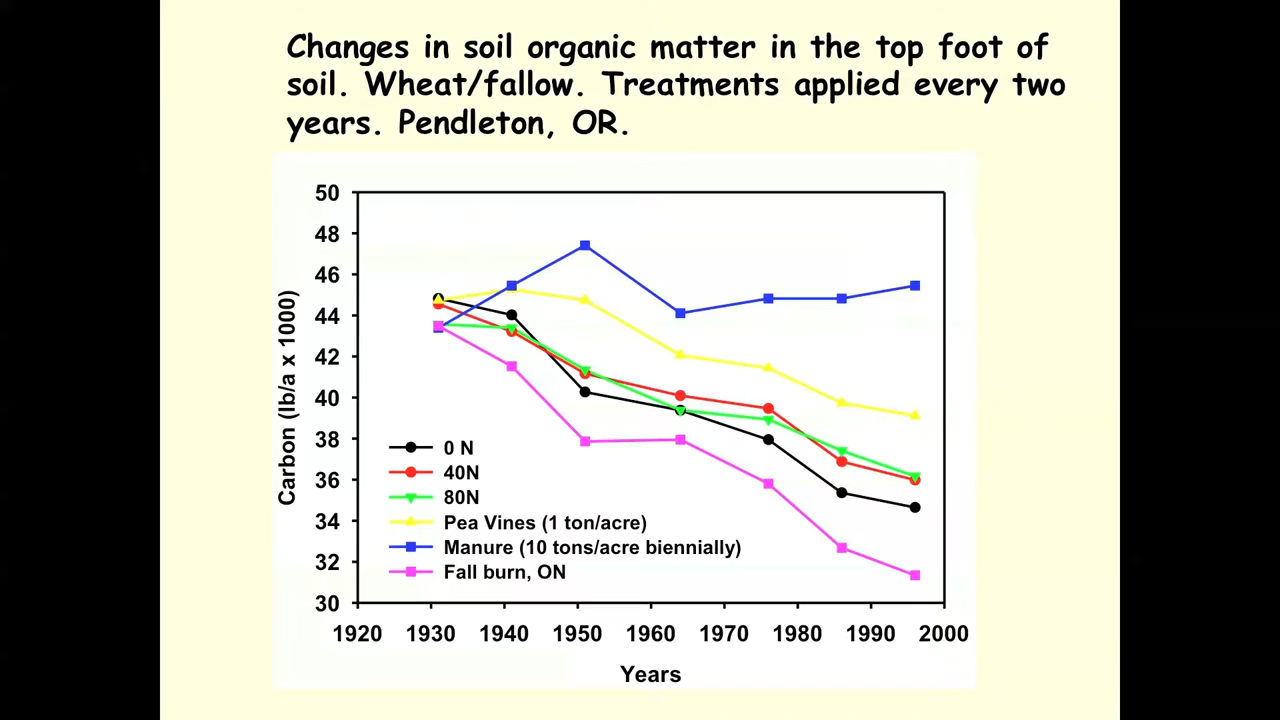 Changes in soil organic matter in the top foot of
soil. Wheat/fallow. Treatments applied every two
years. Pendleton, OR.
50
48
46
44
42
40
38
36
34
32
30
Carbon (lb/a x 1000)
0 N
40N
80N
Pea Vines (1 ton/acre)
Manure (10 tons/acre biennially)
Fall burn, ON
1920 1930 1940 1950 1960 1970 1980 1990 2000
Years